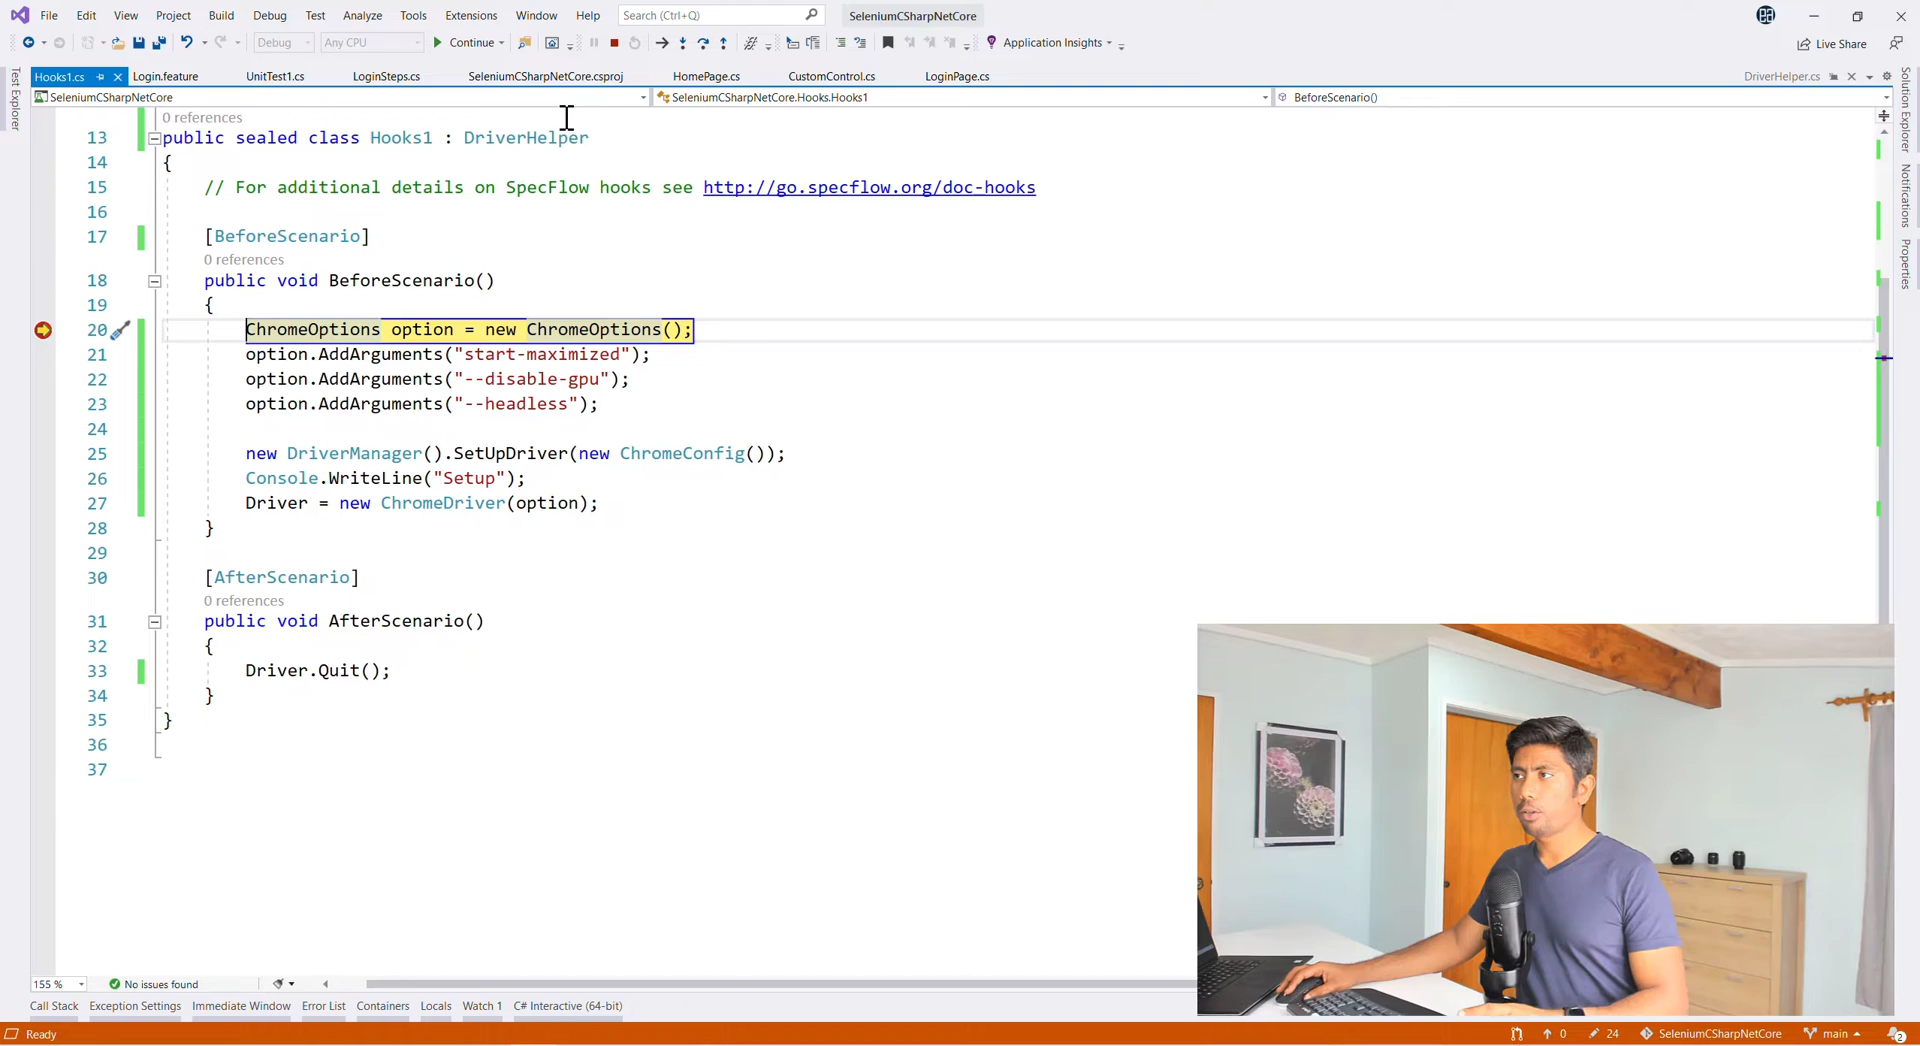 File Edit View Project Build Debug Test Analyze Tools Extensions Window Help Search (Ctrl+Q) SeleniumCSharpNetCore
Debug Any CPU Continue Application Insights Live Share
Hooks1.cs Login.feature UnitTest1.cs LoginSteps.cs SeleniumCSharpNetCore.csproj HomePage.cs CustomControl.cs LoginPage.cs DriverHelper.cs
SeleniumCSharpNetCore SeleniumCSharpNetCore.Hooks.Hooks1 BeforeScenario()
Test Explorer
Solution Explorer
Notifications
Properties
0 references
13 public sealed class Hooks1 : DriverHelper
14 {
15 // For additional details on SpecFlow hooks see http://go.specflow.org/doc-hooks
16
17 [BeforeScenario]
0 references
18 public void BeforeScenario()
19 {
20 ChromeOptions option = new ChromeOptions();
21 option.AddArguments("start-maximized");
22 option.AddArguments("--disable-gpu");
23 option.AddArguments("--headless");
24
25 new DriverManager().SetUpDriver(new ChromeConfig());
26 Console.WriteLine("Setup");
27 Driver = new ChromeDriver(option);
28 }
29
30 [AfterScenario]
0 references
31 public void AfterScenario()
32 {
33 Driver.Quit();
34 }
35 }
36
37
155 % No issues found
Call Stack Exception Settings Immediate Window Error List Containers Locals Watch 1 C# Interactive (64-bit)
Ready 0 24 SeleniumCSharpNetCore main 2